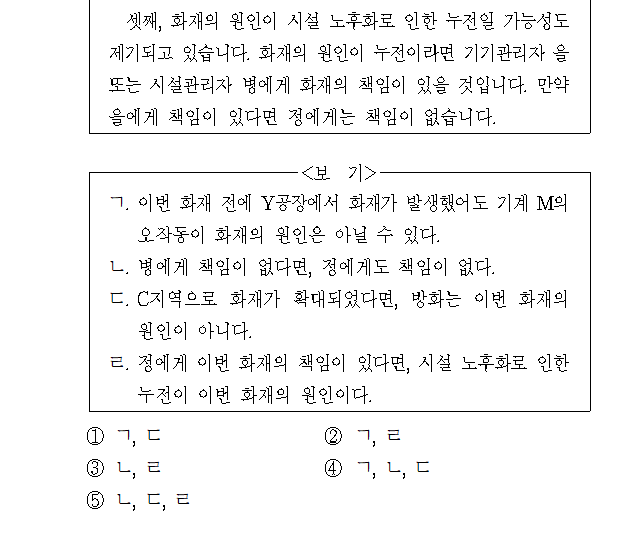 셋째, 화재의 원인이 시설 노후화로 인한 누전일 가능성도
제기되고 있습니다. 화재의 원인이 누전이라면 기기관리자 을
또는 시설관리자 병에게 화재의 책임이 있을 것입니다. 만약
을에게 책임이 있다면 정에게는 책임이 없습니다.
<보 기>
ㄱ. 이번 화재 전에 Y공장에서 화재가 발생했어도 기계 M의
오작동이 화재의 원인은 아닐 수 있다.
ㄴ. 병에게 책임이 없다면, 정에게도 책임이 없다.
ㄷ. C지역으로 화재가 확대되었다면, 방화는 이번 화재의
원인이 아니다.
ㄹ. 정에게 이번 화재의 책임이 있다면, 시설 노후화로 인한
누전이 이번 화재의 원인이다.
① ㄱ, ㄷ ② ㄱ, ㄹ
③ ㄴ, ㄹ ④ ㄱ, ㄴ, ㄷ
⑤ ㄴ, ㄷ, ㄹ